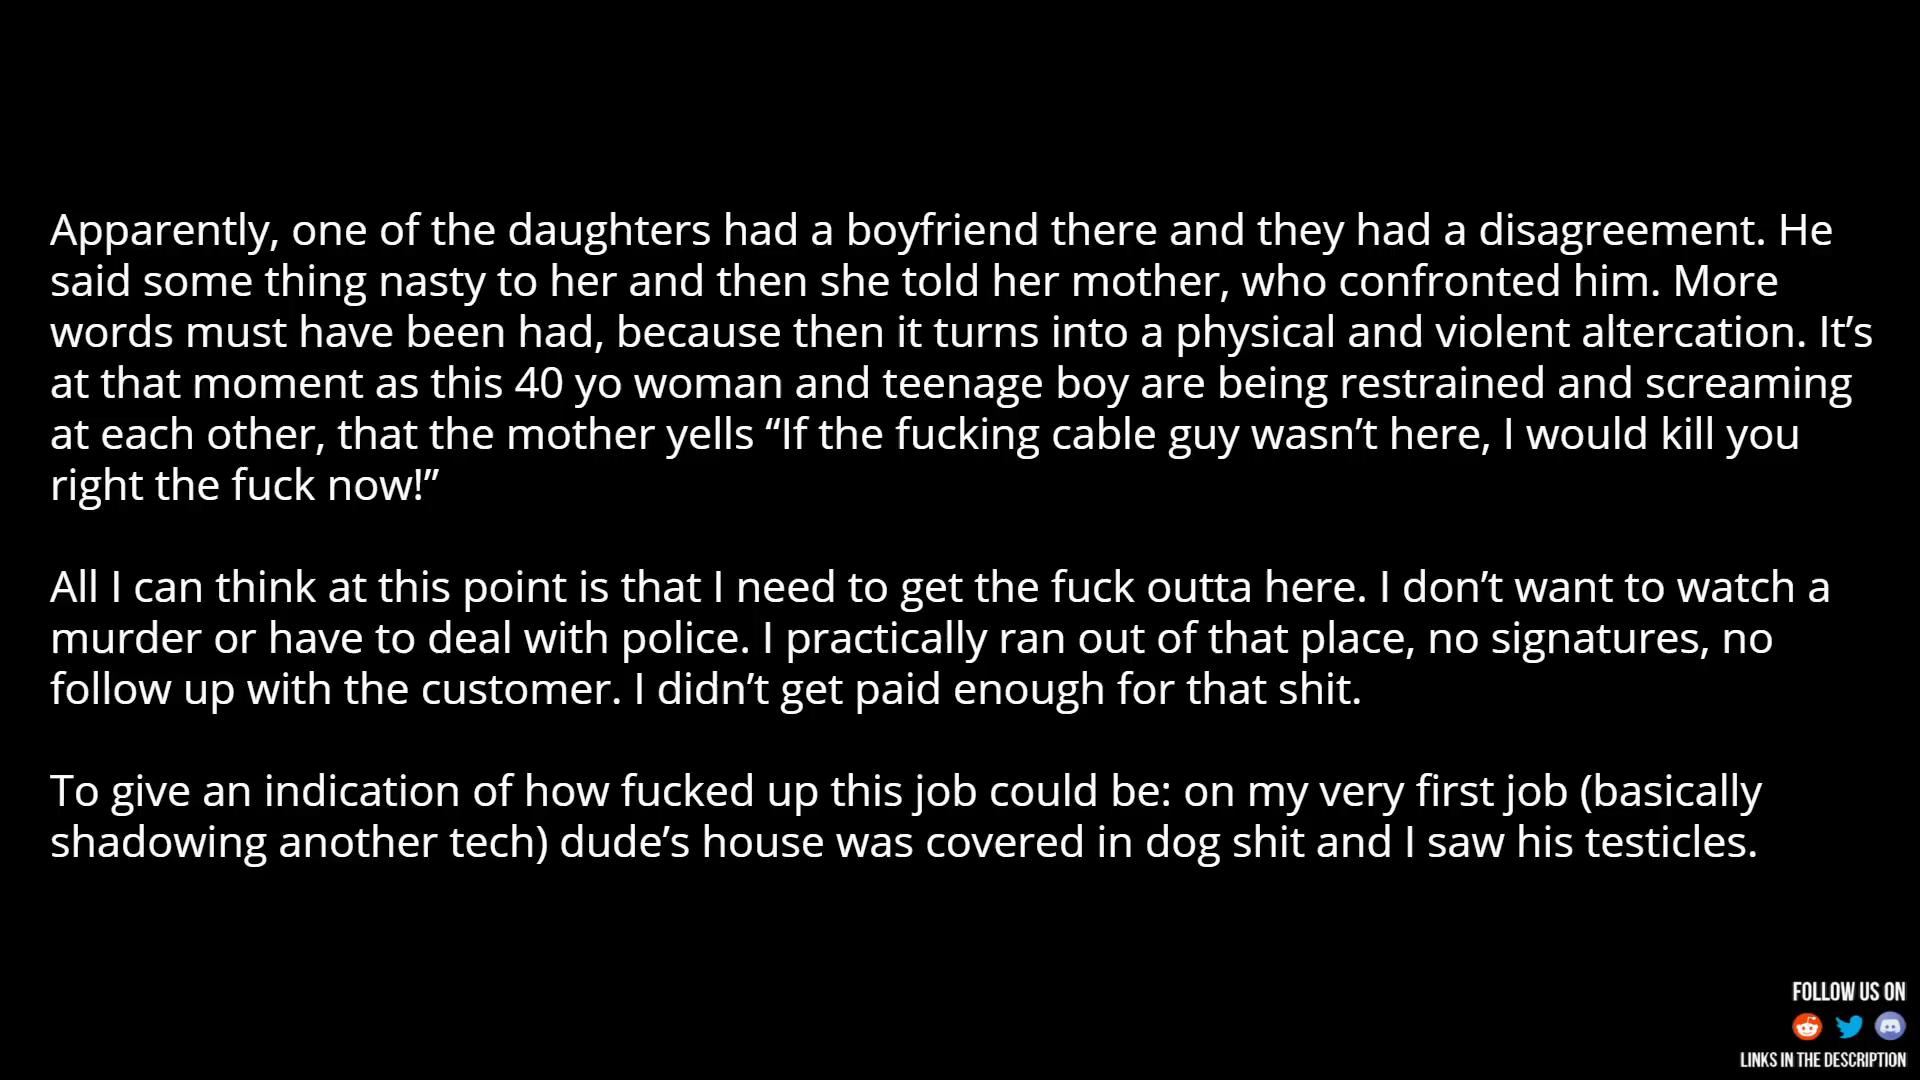 Apparently, one of the daughters had a boyfriend there and they had a disagreement. He
said some thing nasty to her and then she told her mother, who confronted him. More
words must have been had, because then it turns into a physical and violent altercation. It’s
at that moment as this 40 yo woman and teenage boy are being restrained and screaming
at each other, that the mother yells “If the fucking cable guy wasn’t here, I would kill you
right the fuck now!”
All I can think at this point is that I need to get the fuck outta here. I don’t want to watch a
murder or have to deal with police. I practically ran out of that place, no signatures, no
follow up with the customer. I didn’t get paid enough for that shit.
To give an indication of how fucked up this job could be: on my very first job (basically
shadowing another tech) dude’s house was covered in dog shit and I saw his testicles.
FOLLOW US ON
LINKS IN THE DESCRIPTION